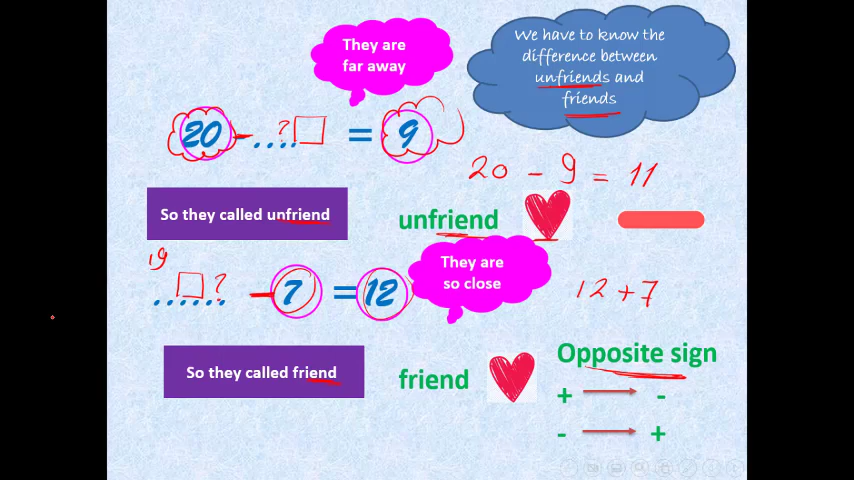 They are
far away
We have to know the
difference between
unfriends and
friends
20 - ....? = 9
20 - 9 = 11
So they called unfriend
unfriend
They are
so close
19
......? - 7 = 12
12 + 7
So they called friend
friend
Opposite sign
+ -
- +